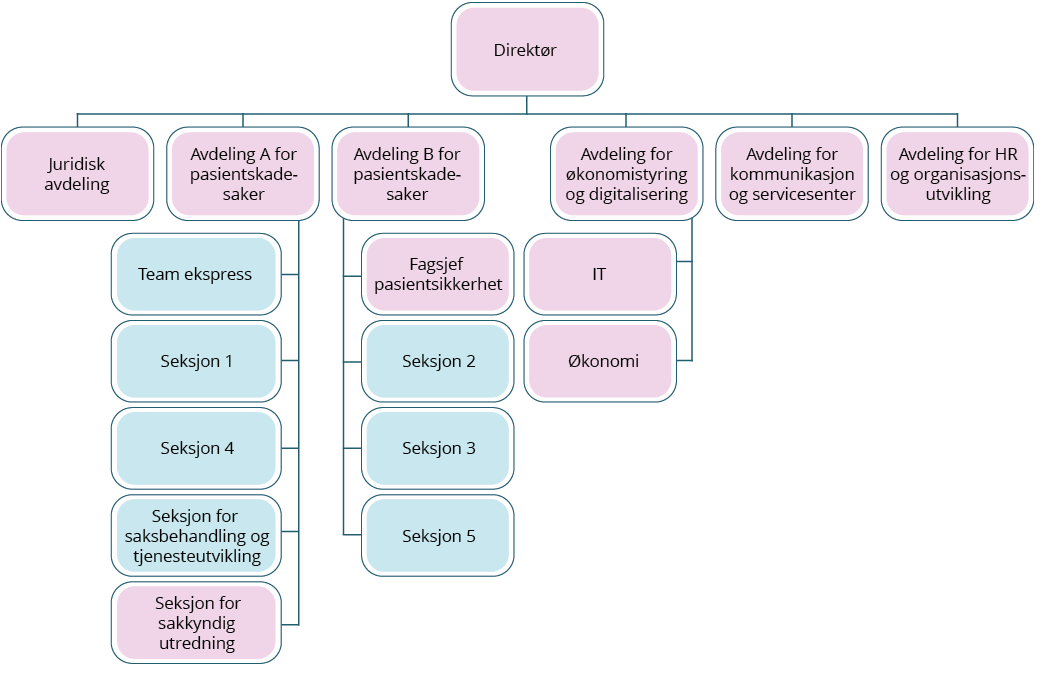 Direktør
Juridisk
avdeling
Avdeling A for
pasientskade-
saker
Avdeling B for
pasientskade-
saker
Avdeling for
økonomistyring
og digitalisering
Avdeling for
kommunikasjon
og servicesenter
Avdeling for HR
og organisasjons-
utvikling
Team ekspress
Seksjon 1
Seksjon 4
Seksjon for
saksbehandling og
tjenesteutvikling
Seksjon for
sakkyndig
utredning
Fagsjef
pasientsikkerhet
Seksjon 2
Seksjon 3
Seksjon 5
IT
Økonomi